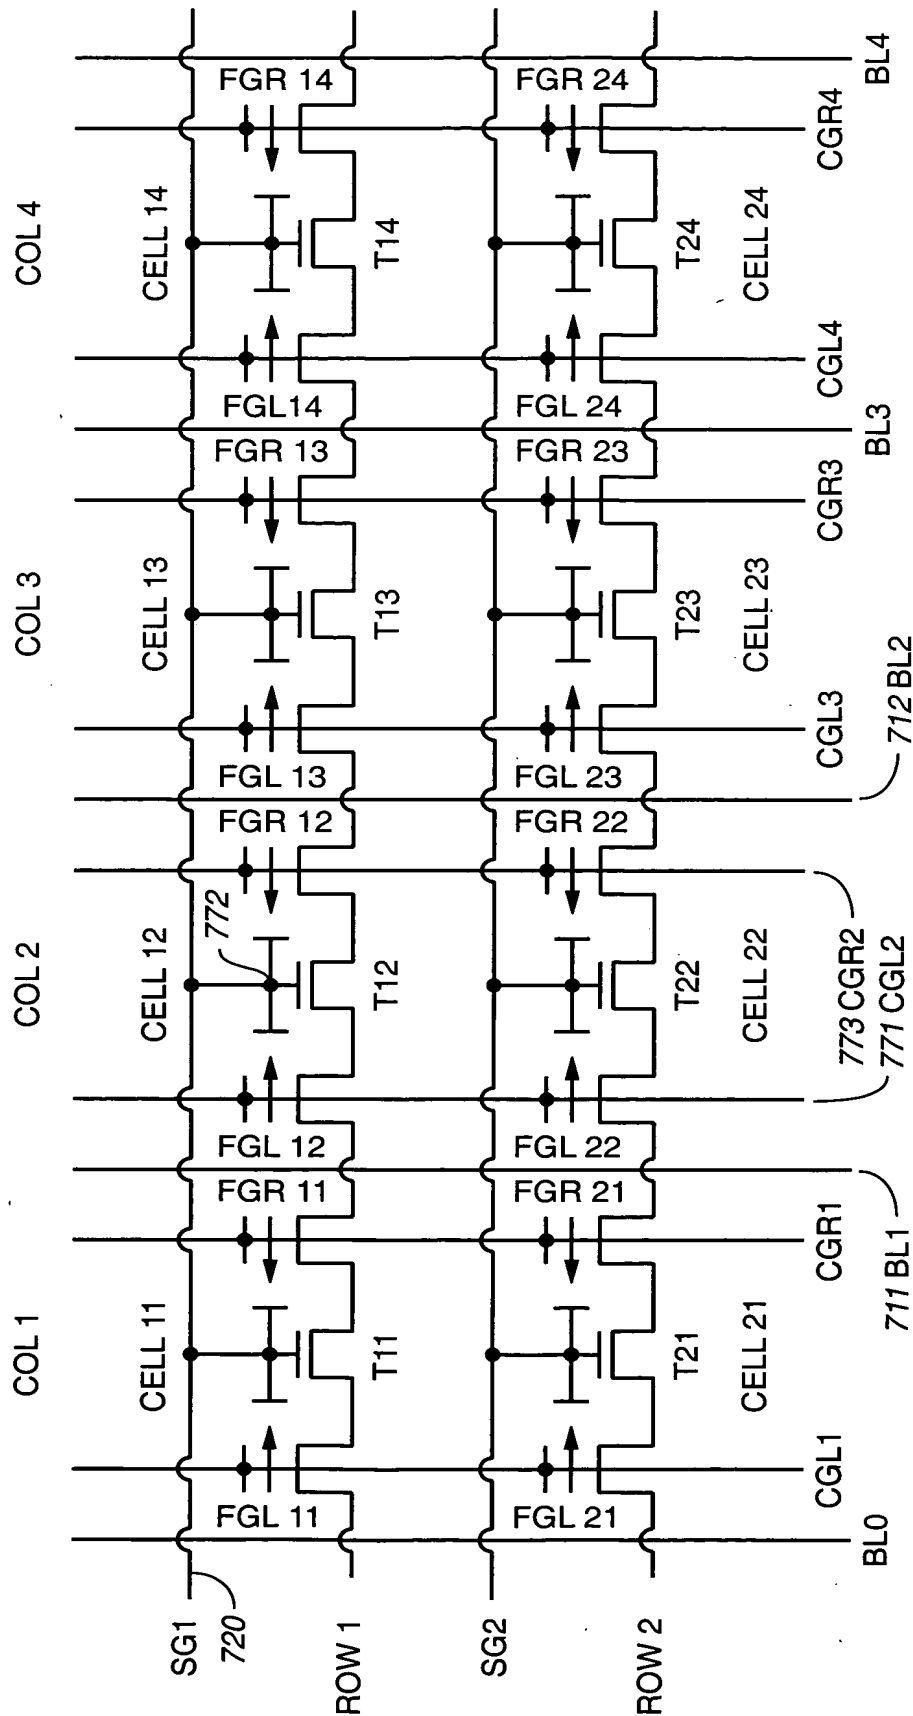 COL 1 COL 2 COL 3 COL 4
CELL 11 CELL 12 CELL 13 CELL 14
SG1
720
772
FGL 11 FGR 11 FGL 12 FGR 12 FGL 13 FGR 13 FGL14 FGR 14
ROW 1
T11 T12 T13 T14
SG2
FGL 21 FGR 21 FGL 22 FGR 22 FGL 23 FGR 23 FGL 24 FGR 24
ROW 2
T21 T22 T23 T24
CELL 21 CELL 22 CELL 23 CELL 24
CGL1 CGR1 773 CGR2 CGL3 CGR3 CGL4 CGR4
BL0 711 BL1 771 CGL2 712 BL2 BL3 BL4